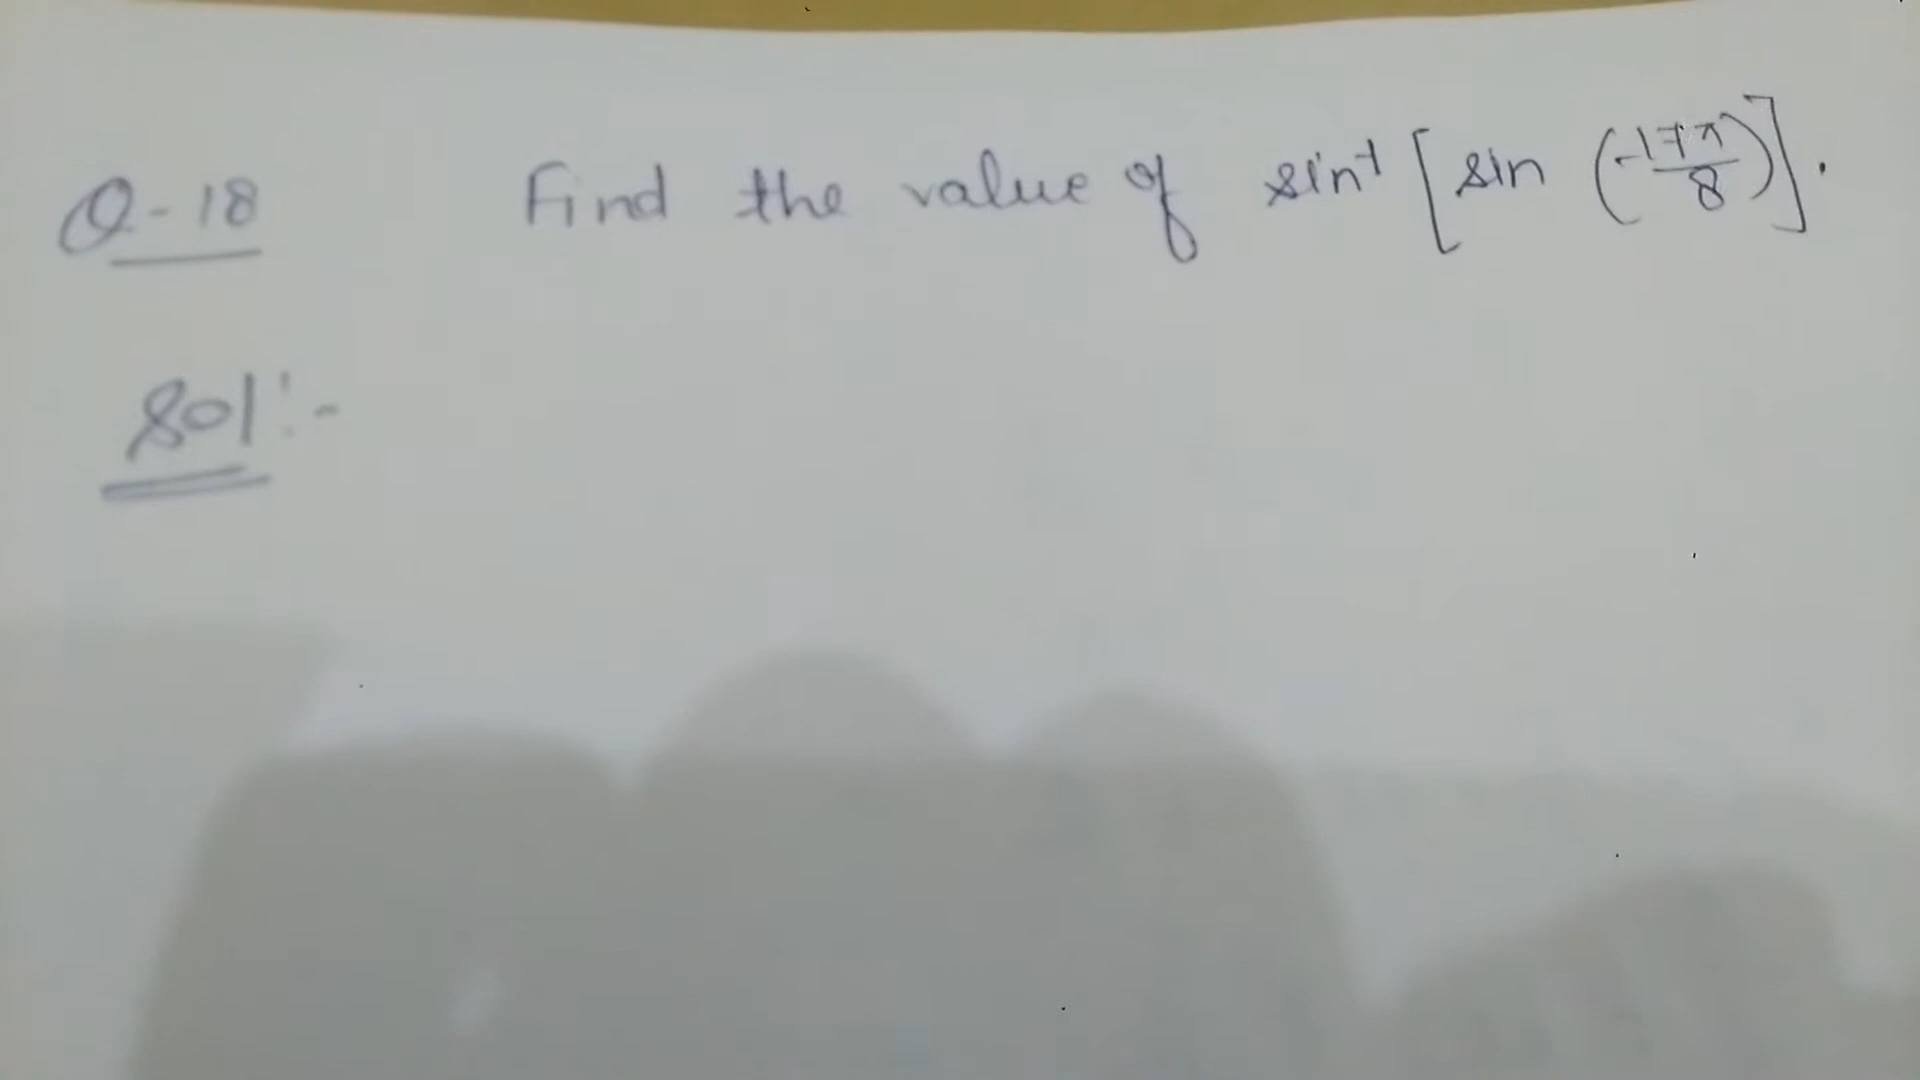 Q-18 Find the value of sin⁻¹ [sin (-17π/8)].
Sol:-